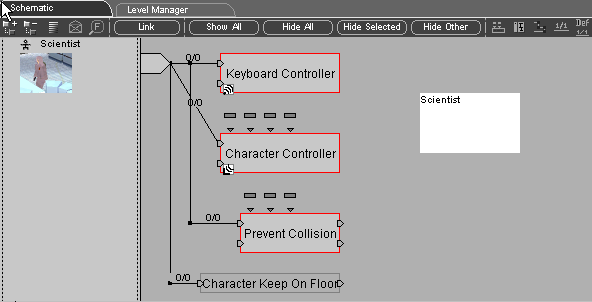 Schematic
Level Manager
Link
Show All
Hide All
Hide Selected
Hide Other
1/1
Def
1/1
Scientist
0/0
Keyboard Controller
0/0
Scientist
Character Controller
0/0
Prevent Collision
0/0
Character Keep On Floor